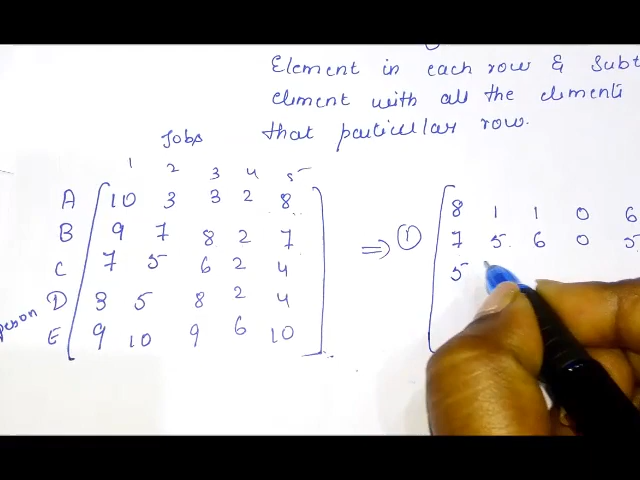 Element in each row & Subt
element with all the elements
that particular row.
Jobs
1 2 3 4 5
A 10 3 3 2 8
B 9 7 8 2 7
C 7 5 6 2 4
D 3 5 8 2 4
E 9 10 9 6 10
person
⇒ (1)
8 1 1 0 6
7 5 6 0 5
5